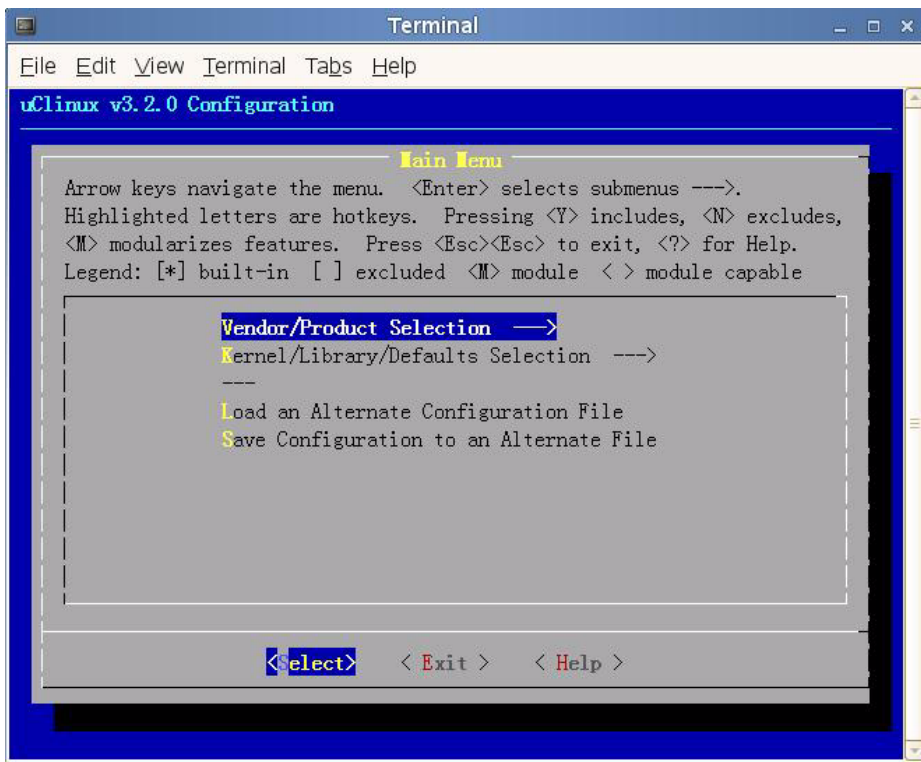 Terminal
File Edit View Terminal Tabs Help
uClinux v3.2.0 Configuration
Main Menu
Arrow keys navigate the menu. <Enter> selects submenus --->.
Highlighted letters are hotkeys. Pressing <Y> includes, <N> excludes,
<M> modularizes features. Press <Esc><Esc> to exit, <?> for Help.
Legend: [*] built-in [ ] excluded <M> module < > module capable
Vendor/Product Selection --->
Kernel/Library/Defaults Selection --->
---
Load an Alternate Configuration File
Save Configuration to an Alternate File
<Select> < Exit > < Help >